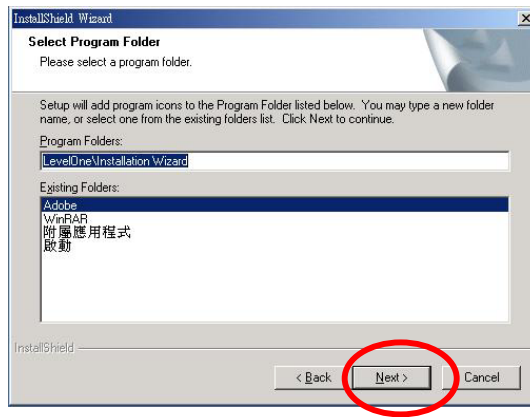 InstallShield Wizard
Select Program Folder
Please select a program folder.
Setup will add program icons to the Program Folder listed below. You may type a new folder
name, or select one from the existing folders list. Click Next to continue.
Program Folders:
LevelOne\Installation Wizard
Existing Folders:
Adobe
WinRAR
附屬應用程式
啟動
InstallShield
< Back Next > Cancel